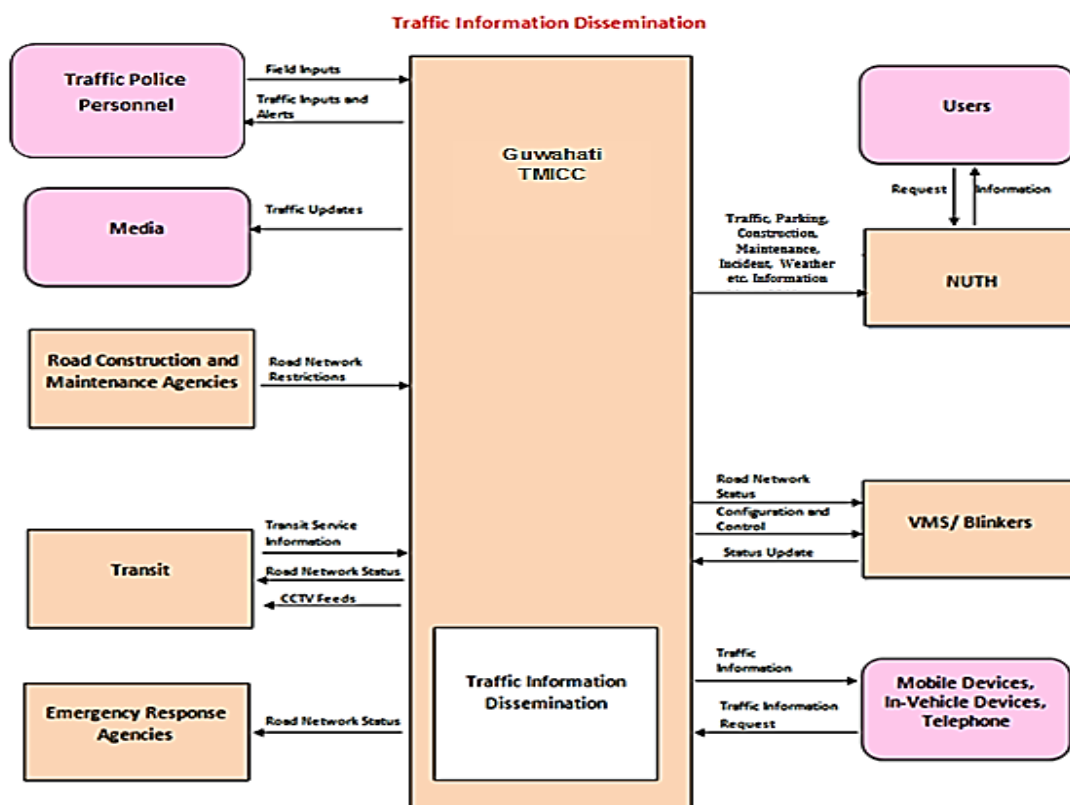 Traffic Information Dissemination
Traffic Police
Personnel
Field Inputs
Traffic Inputs and
Alerts
Media
Traffic Updates
Road Construction and
Maintenance Agencies
Road Network
Restrictions
Transit
Transit Service
Information
Road Network Status
CCTV Feeds
Emergency Response
Agencies
Road Network Status
Guwahati
TMICC
Traffic Information
Dissemination
Users
Request
Information
Traffic, Parking,
Construction,
Maintenance,
Incident, Weather
etc. Information
NUTH
Road Network
Status
Configuration and
Control
Status Update
VMS/ Blinkers
Traffic
Information
Traffic Information
Request
Mobile Devices,
In-Vehicle Devices,
Telephone